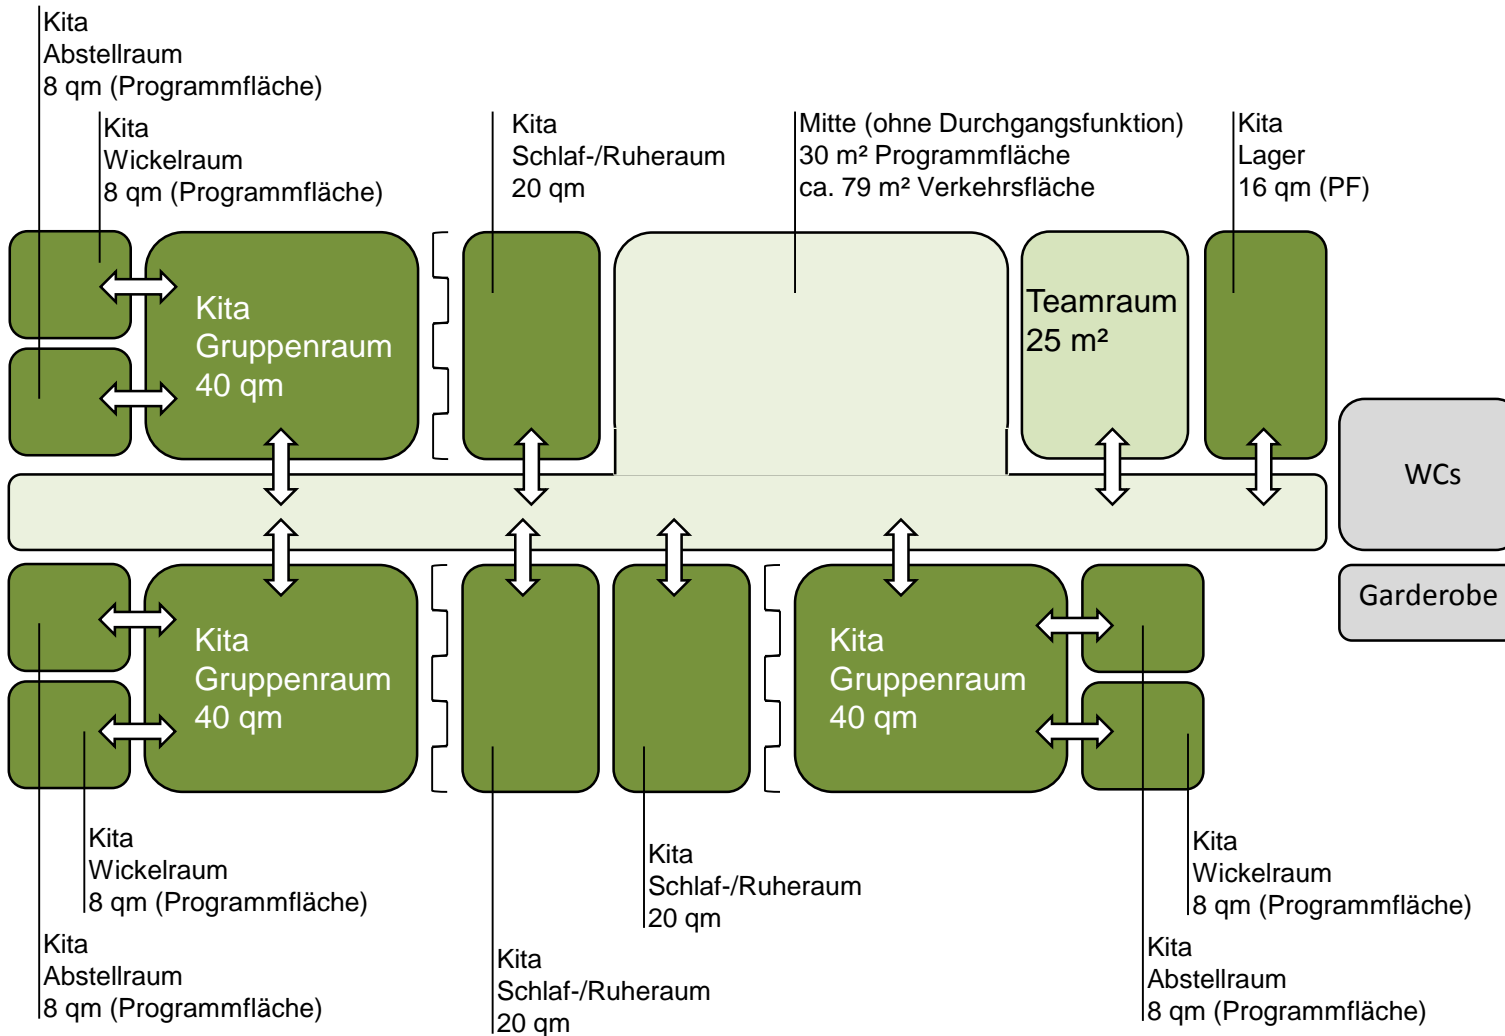 Kita
Abstellraum
8 qm (Programmfläche)
Kita
Wickelraum
8 qm (Programmfläche)
Kita
Schlaf-/Ruheraum
20 qm
Mitte (ohne Durchgangsfunktion)
30 m² Programmfläche
ca. 79 m² Verkehrsfläche
Kita
Lager
16 qm (PF)
Kita
Gruppenraum
40 qm
Teamraum
25 m²
WCs
Garderobe
Kita
Gruppenraum
40 qm
Kita
Gruppenraum
40 qm
Kita
Wickelraum
8 qm (Programmfläche)
Kita
Abstellraum
8 qm (Programmfläche)
Kita
Schlaf-/Ruheraum
20 qm
Kita
Schlaf-/Ruheraum
20 qm
Kita
Wickelraum
8 qm (Programmfläche)
Kita
Abstellraum
8 qm (Programmfläche)